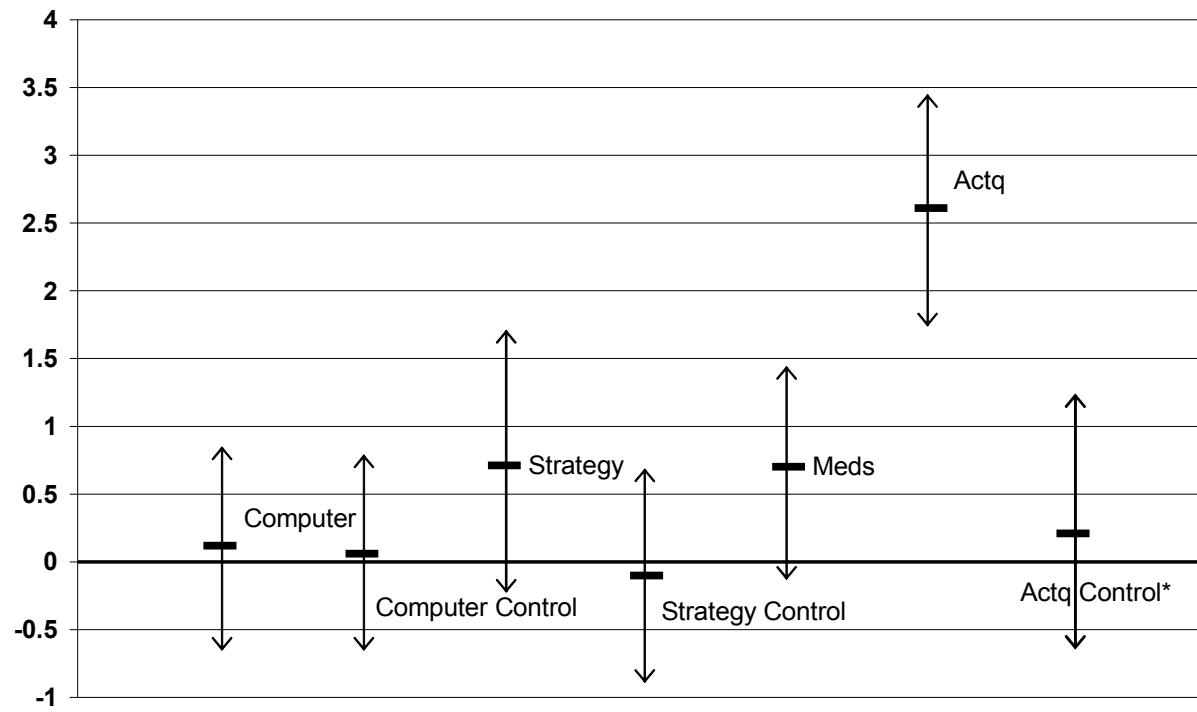 4
3.5
3
2.5
2
1.5
1
0.5
0
-0.5
-1
Actq
Strategy
Meds
Computer
Computer Control
Strategy Control
Actq Control*